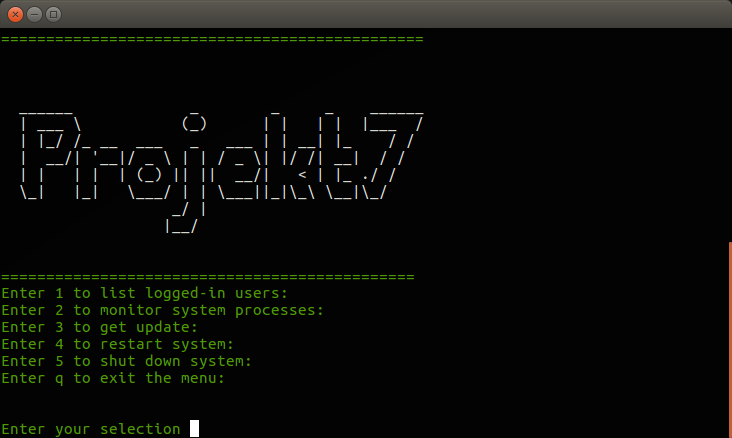 Projekt7
Enter 1 to list logged-in users:
Enter 2 to monitor system processes:
Enter 3 to get update:
Enter 4 to restart system:
Enter 5 to shut down system:
Enter q to exit the menu:
Enter your selection